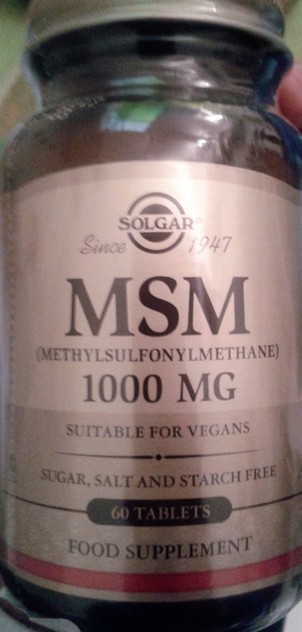 SOLGAR®
Since 1947
MSM
(METHYLSULFONYLMETHANE)
1000 MG
SUITABLE FOR VEGANS
SUGAR, SALT AND STARCH FREE
60 TABLETS
FOOD SUPPLEMENT